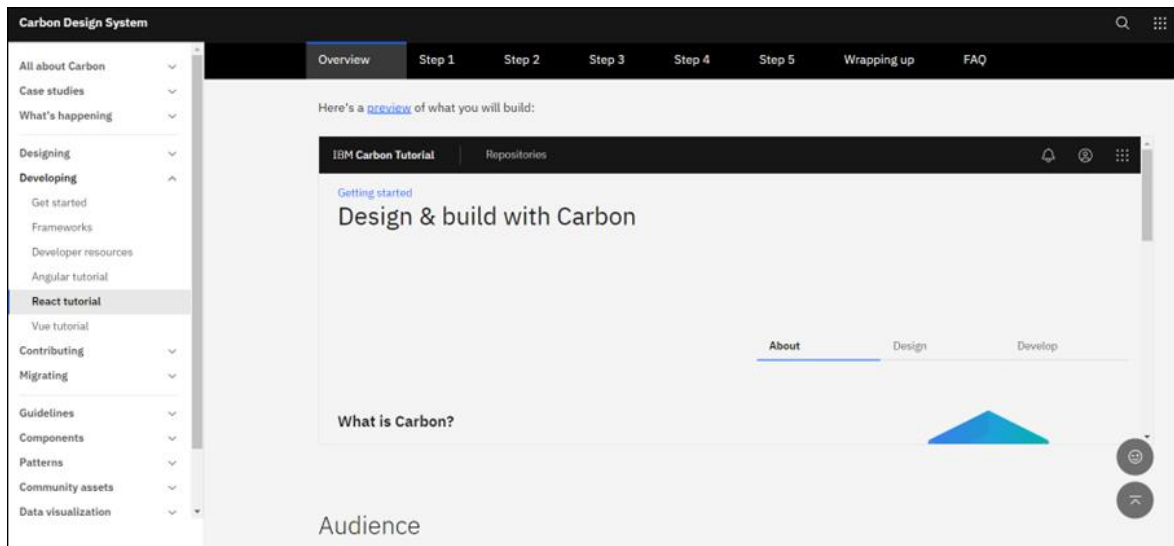 Carbon Design System
All about Carbon
Case studies
What's happening
Designing
Developing
Get started
Frameworks
Developer resources
Angular tutorial
React tutorial
Vue tutorial
Contributing
Migrating
Guidelines
Components
Patterns
Community assets
Data visualization
Overview Step 1 Step 2 Step 3 Step 4 Step 5 Wrapping up FAQ
Here's a preview of what you will build:
IBM Carbon Tutorial Repositories
Getting started
Design & build with Carbon
About Design Develop
What is Carbon?
Audience